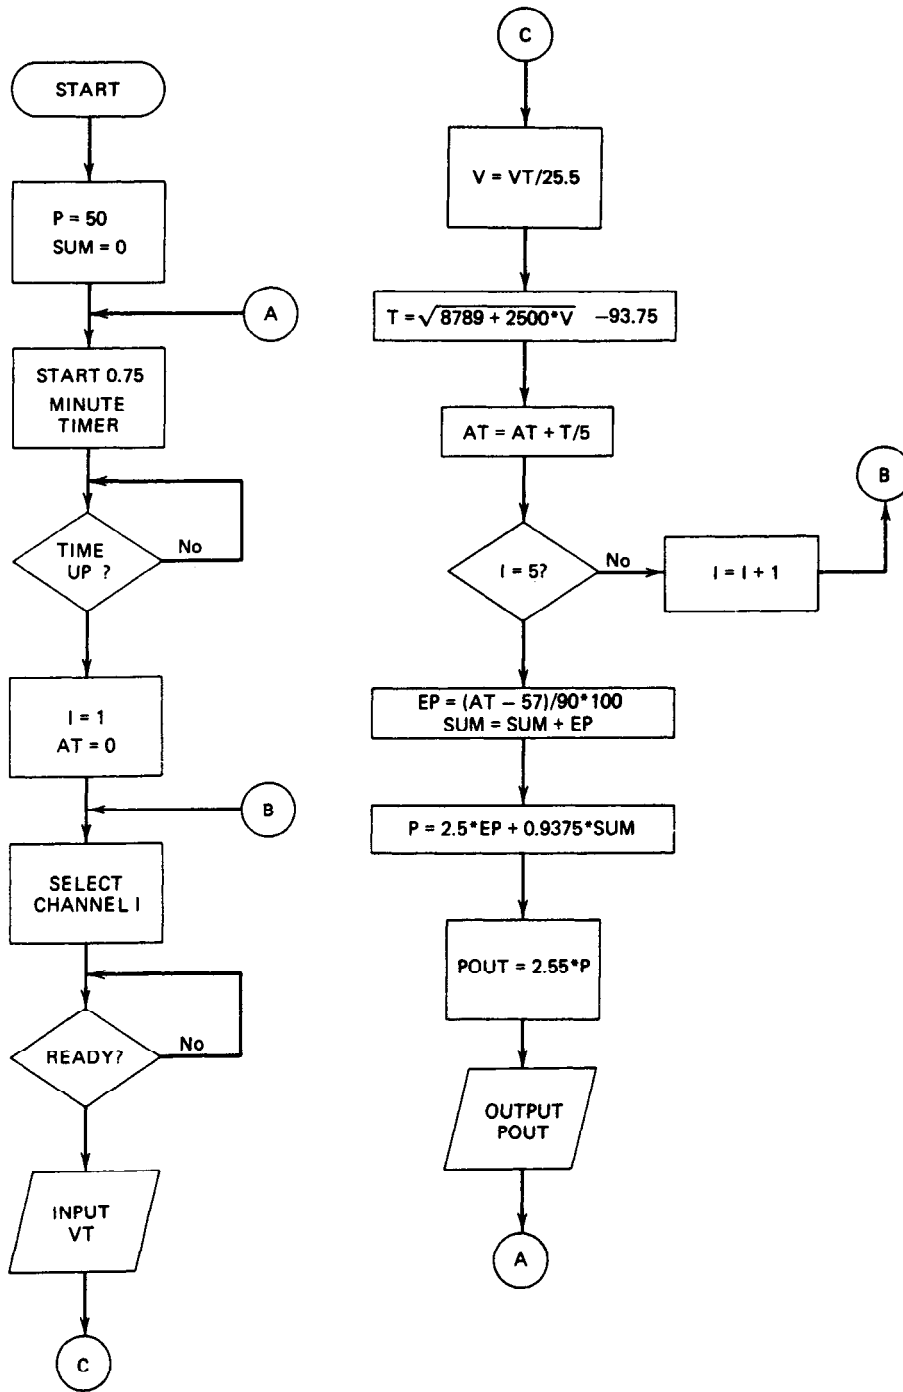 START
P = 50
SUM = 0
A
START 0.75
MINUTE
TIMER
TIME
UP ?
No
I = 1
AT = 0
B
SELECT
CHANNEL I
READY?
No
INPUT
VT
C
C
V = VT/25.5
T = √8789 + 2500*V −93.75
AT = AT + T/5
I = 5?
No
I = I + 1
B
EP = (AT − 57)/90*100
SUM = SUM + EP
P = 2.5*EP + 0.9375*SUM
POUT = 2.55*P
OUTPUT
POUT
A